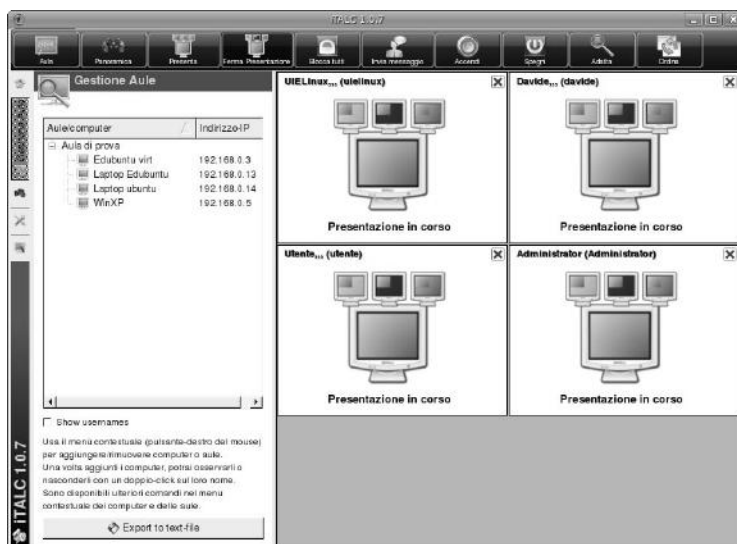 iTALC 1.0.7
Aula
Panoramica
Presenta
Ferma Presentazione
Blocca tutti
Invia messaggio
Accendi
Spegni
Adatta
Ordina
Gestione Aule
Aule/computer
Indirizzo-IP
Aula di prova
Edubuntu virt 192.168.0.3
Laptop Edubuntu 192.168.0.13
Laptop ubuntu 192.168.0.14
WinXP 192.168.0.5
Show usernames
Usa il menù contestuale (pulsante-destro del mouse)
per aggiungere/rimuovere computer o aule.
Una volta aggiunti i computer, potrai osservarli o
nasconderli con un doppio-click sul loro nome.
Sono disponibili ulteriori comandi nei menu
contestuale dei computer e delle aule.
Export to text-file
iTALC 1.0.7
UIELinux,,, (uielinux)
Presentazione in corso
Davide,,, (davide)
Presentazione in corso
Utente,,, (utente)
Presentazione in corso
Administrator (Administrator)
Presentazione in corso